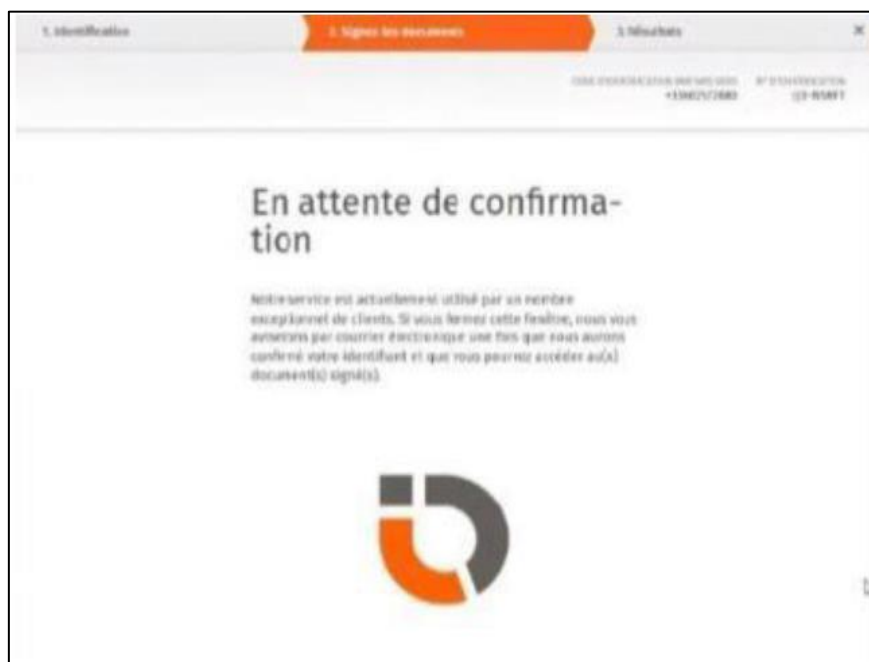 1. Identification
2. Signez les documents
3. Résultats
En attente de confirma-
tion
Notre service est actuellement utilisé par un nombre
exceptionnel de clients. Si vous fermez cette fenêtre, nous vous
aviserons par courrier électronique une fois que nous aurons
confirmé votre identifiant et que vous pourrez accéder au(x)
document(s) signé(s).